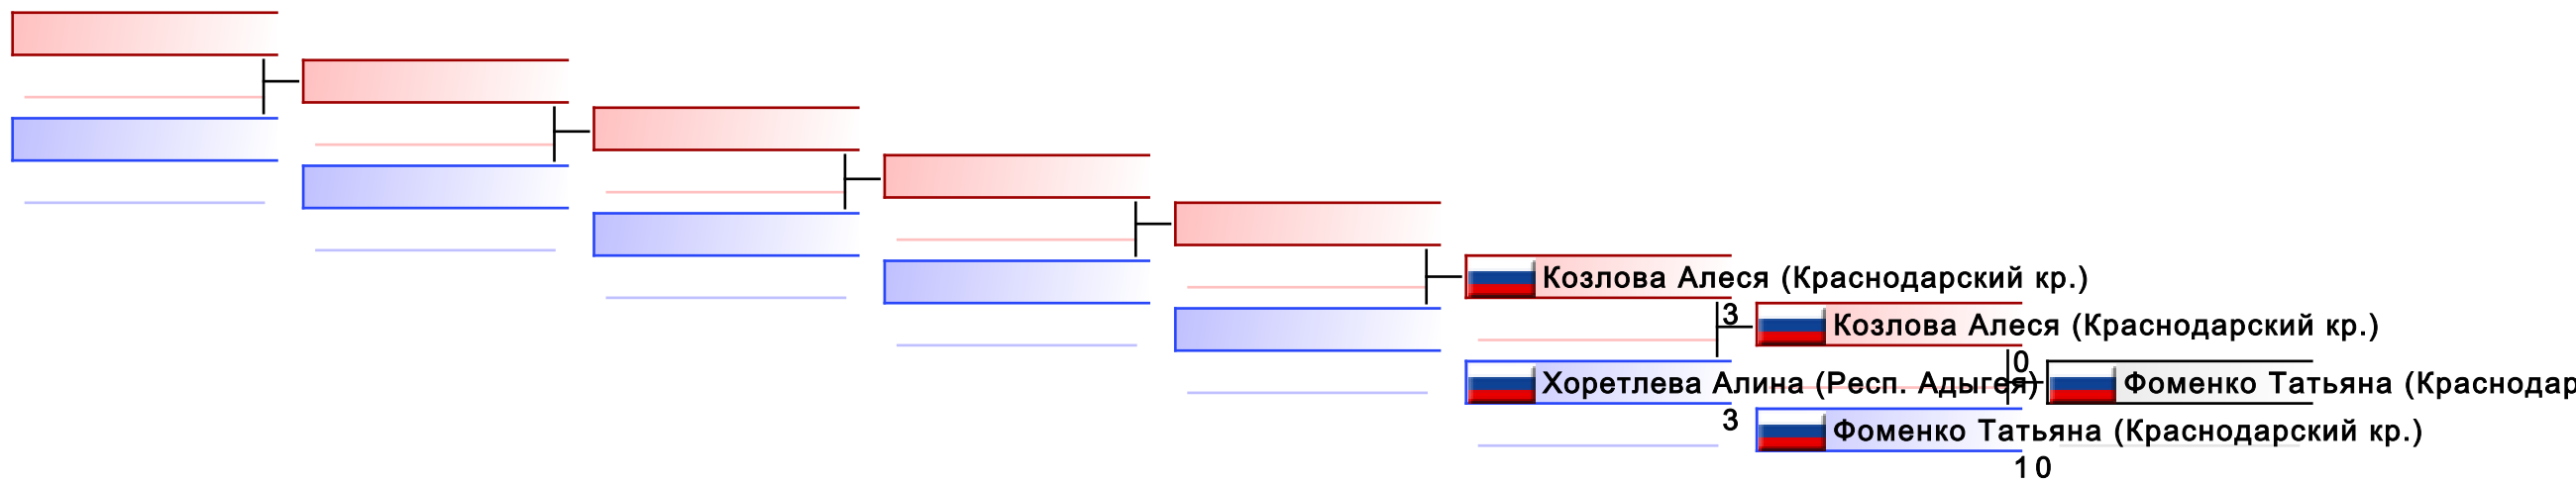 Козлова Алеся (Краснодарский кр.)
3
Козлова Алеся (Краснодарский кр.)
0
Хоретлева Алина (Респ. Адыгея)
Фоменко Татьяна (Краснодар
3
Фоменко Татьяна (Краснодарский кр.)
10